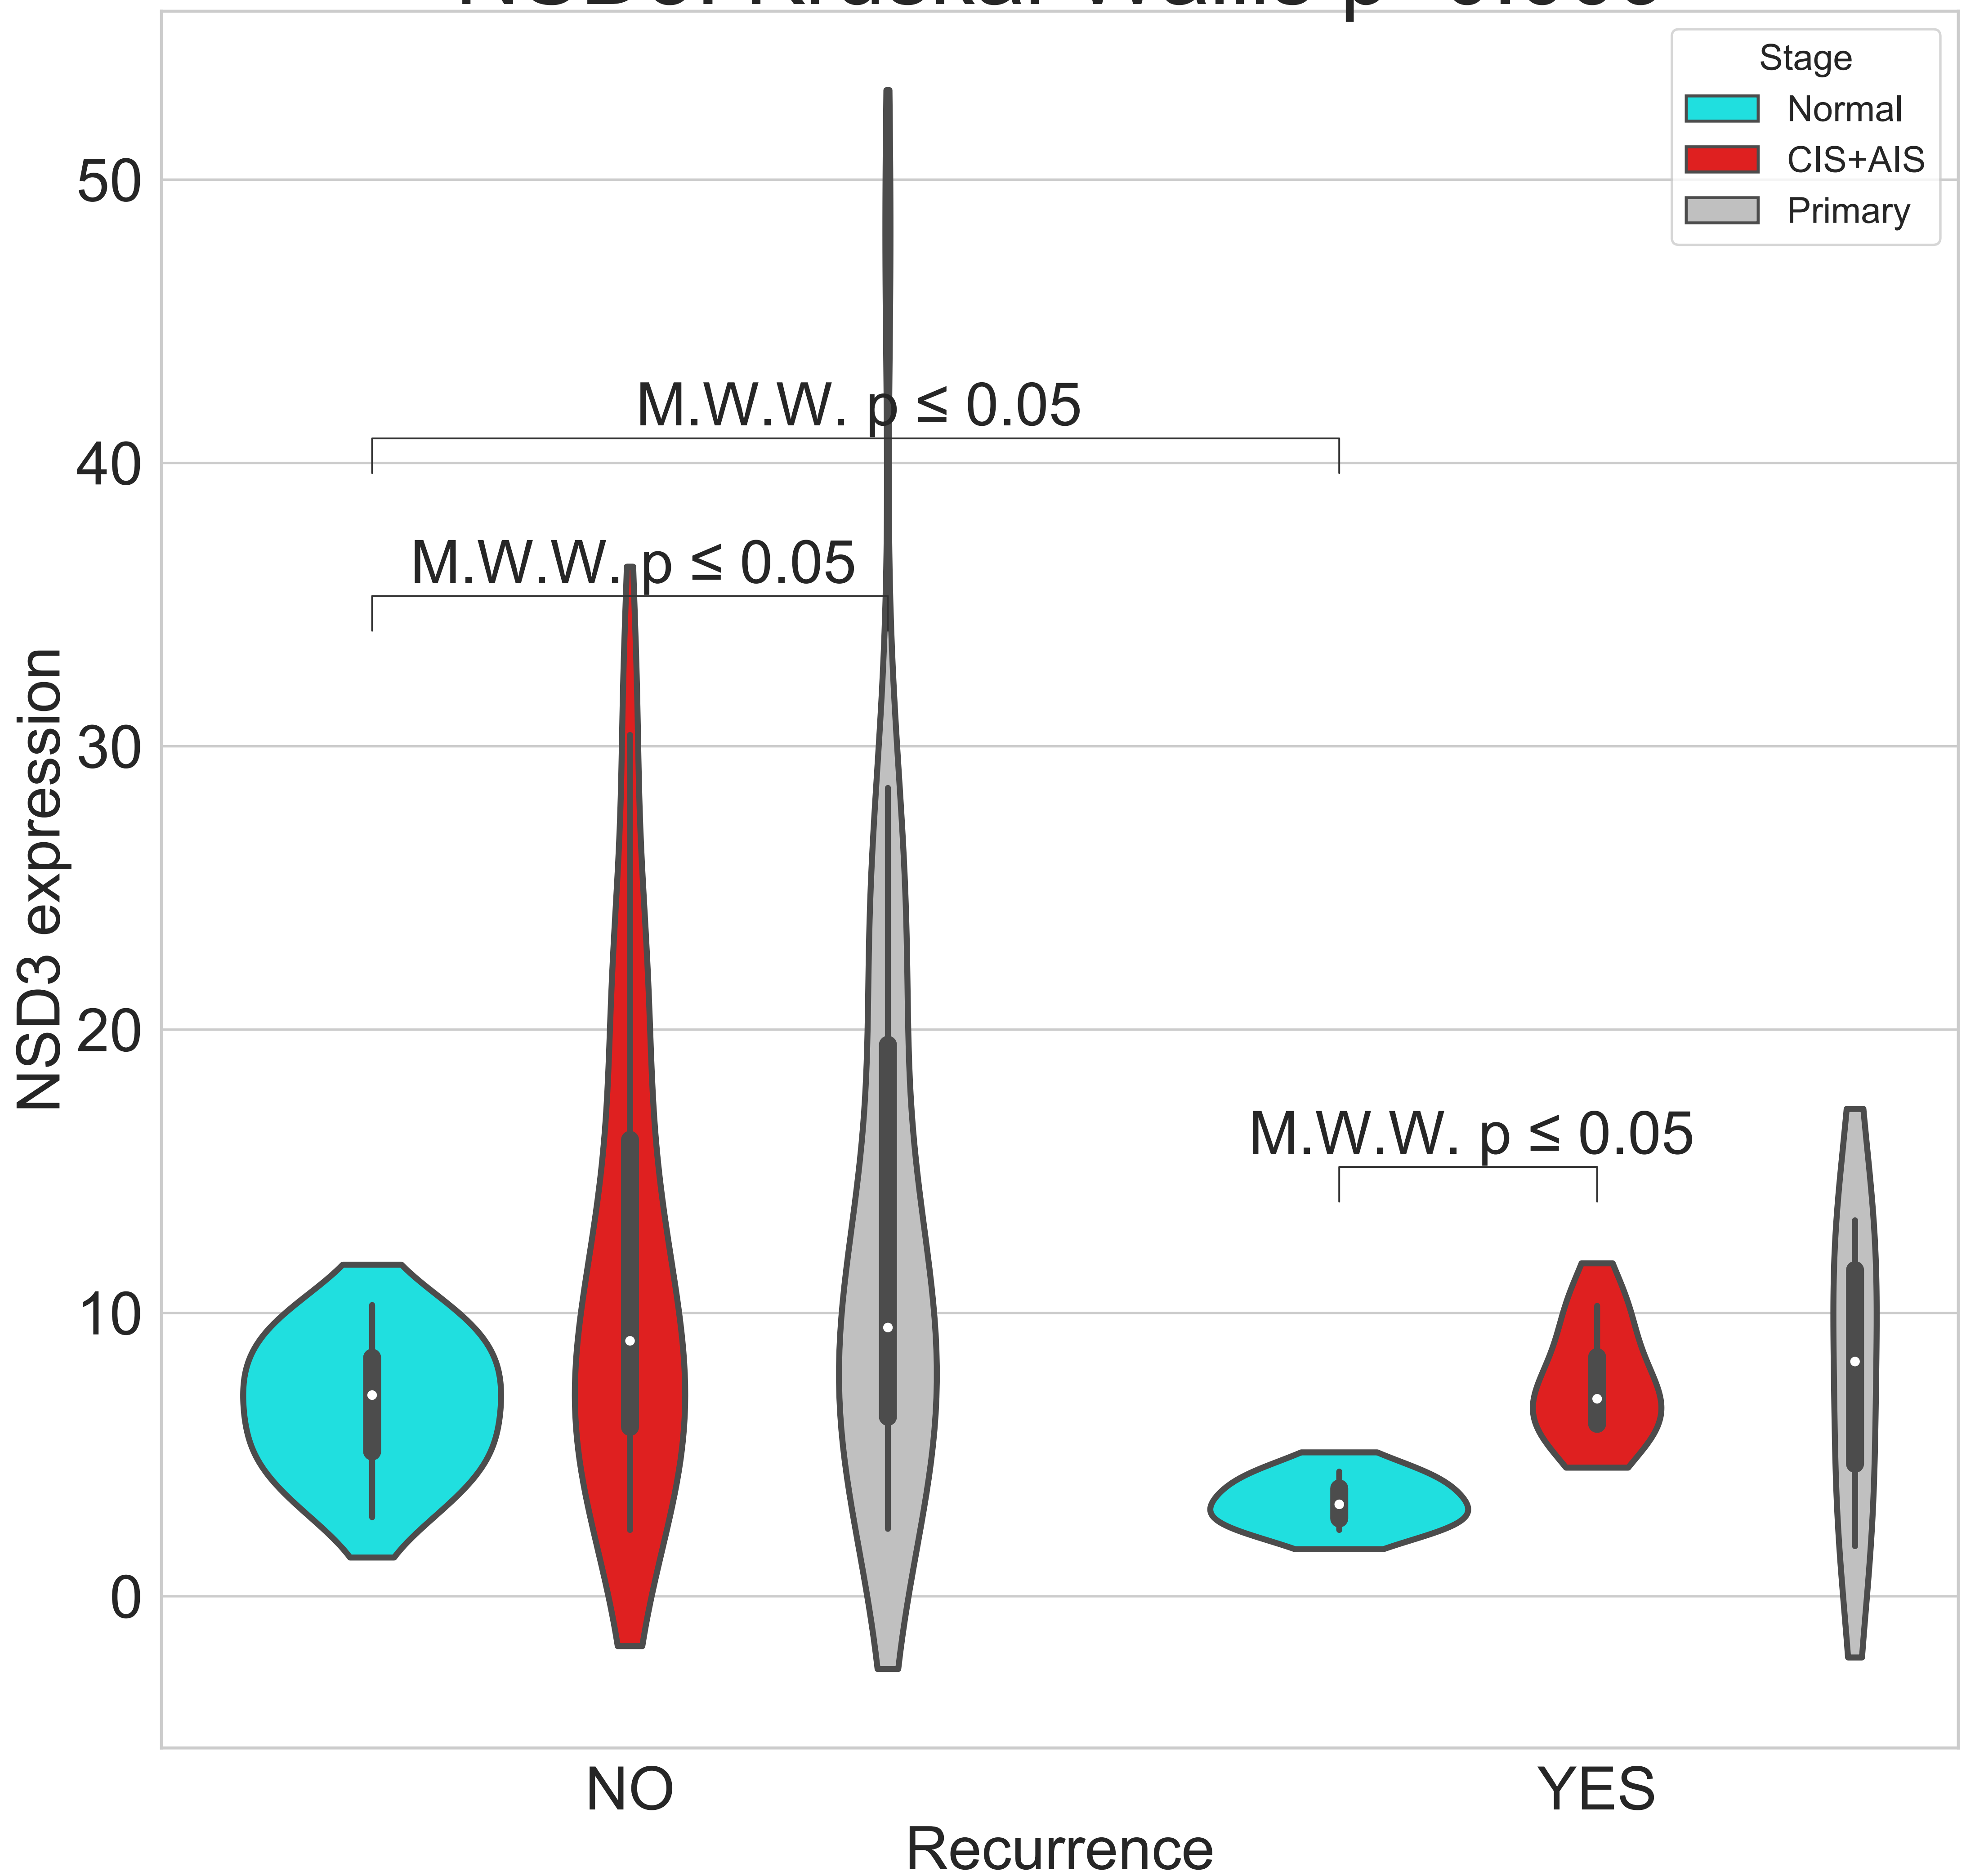 Stage
Normal
CIS+AIS
Primary
50
40
30
20
10
0
NSD3 expression
M.W.W. p ≤ 0.05
M.W.W. p ≤ 0.05
M.W.W. p ≤ 0.05
NO
YES
Recurrence